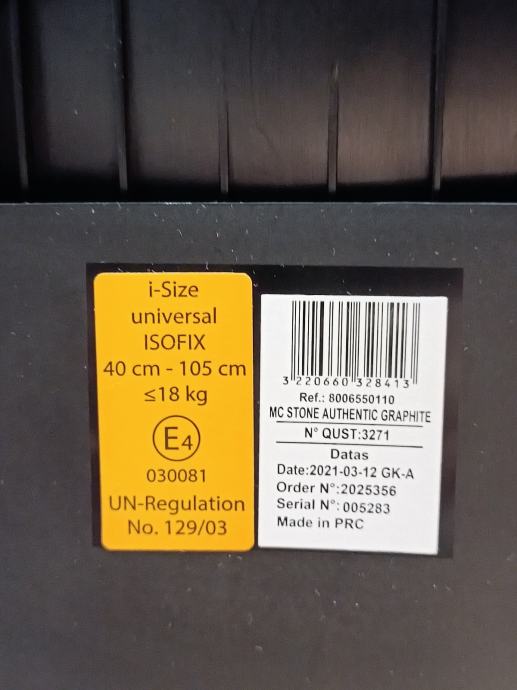 i-Size
universal
ISOFIX
40 cm - 105 cm
≤18 kg
E4
030081
UN-Regulation
No. 129/03
3 220660 328413
Ref.: 8006550110
MC STONE AUTHENTIC GRAPHITE
N° QUST:3271
Datas
Date:2021-03-12 GK-A
Order N°:2025356
Serial N°: 005283
Made in PRC